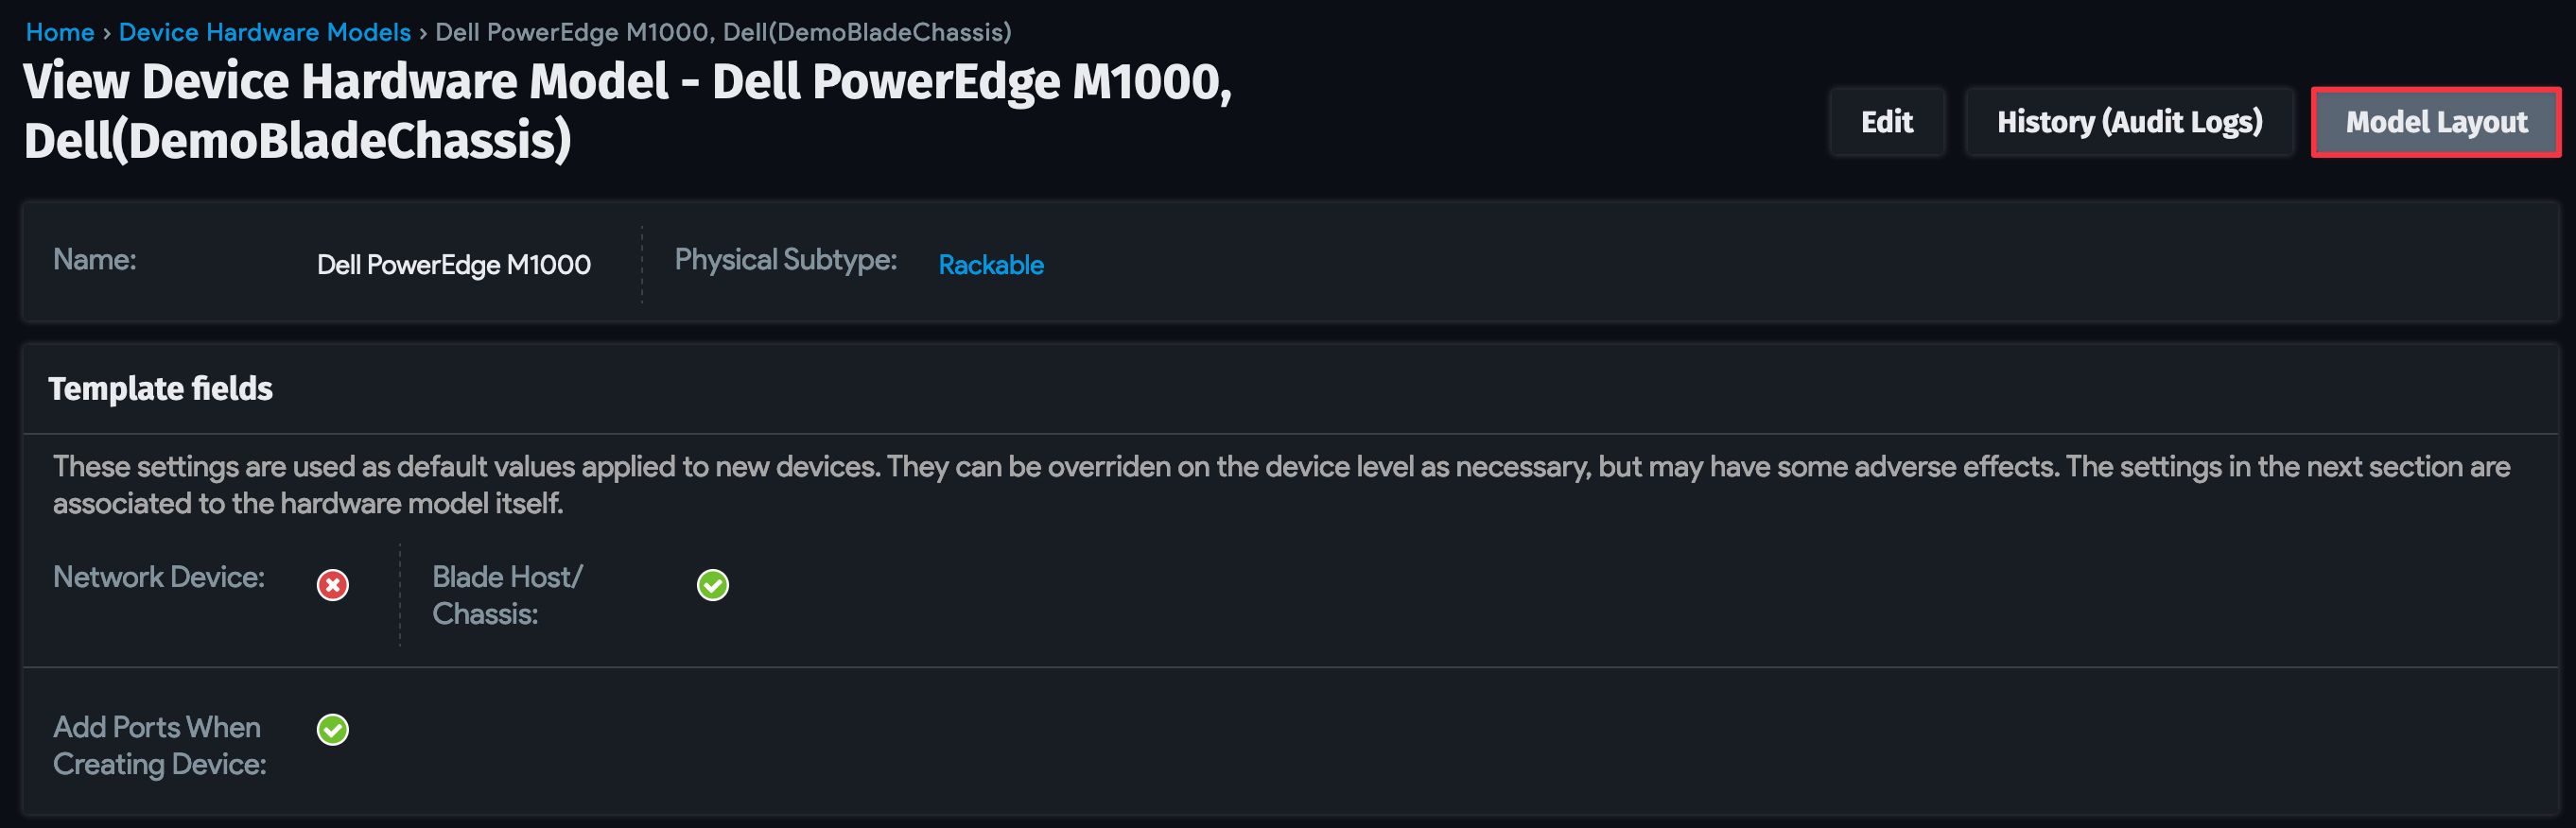 Home › Device Hardware Models › Dell PowerEdge M1000, Dell(DemoBladeChassis)
View Device Hardware Model - Dell PowerEdge M1000,
Dell(DemoBladeChassis)
Edit
History (Audit Logs)
Model Layout
Name:
Dell PowerEdge M1000
Physical Subtype:
Rackable
Template fields
These settings are used as default values applied to new devices. They can be overriden on the device level as necessary, but may have some adverse effects. The settings in the next section are
associated to the hardware model itself.
Network Device:
Blade Host/
Chassis:
Add Ports When
Creating Device: